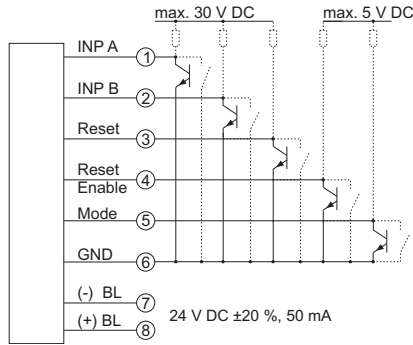 max. 30 V DC max. 5 V DC
INP A 1
INP B 2
Reset 3
Reset
Enable 4
Mode 5
GND 6
(-) BL 7
(+) BL 8
24 V DC ±20 %, 50 mA